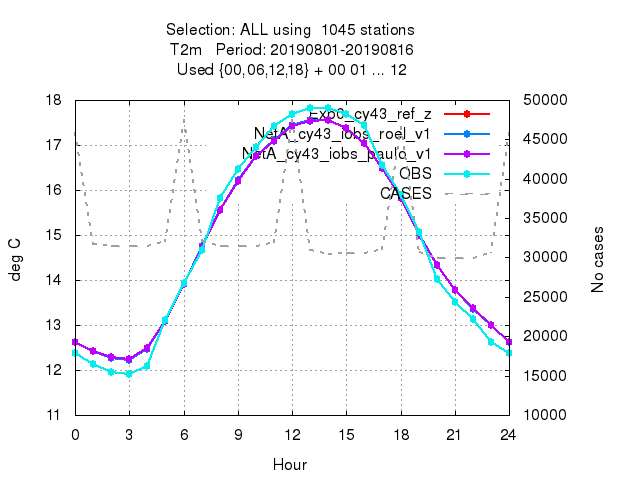 Selection: ALL using  1045 stations
T2m   Period: 20190801-20190816
Used {00,06,12,18} + 00 01 ... 12
Exp0_cy43_ref_z
NetA_cy43_iobs_roel_v1
NetA_cy43_iobs_paulo_v1
OBS
CASES
18
17
16
15
14
13
12
11
deg C
50000
45000
40000
35000
30000
25000
20000
15000
10000
No cases
0 3 6 9 12 15 18 21 24
Hour